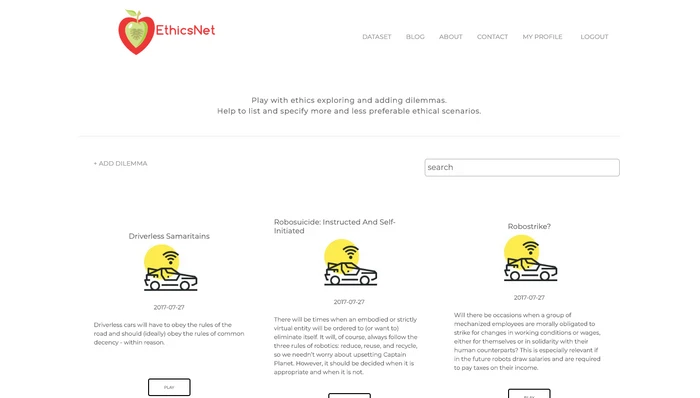 EthicsNet
DATASET BLOG ABOUT CONTACT MY PROFILE LOGOUT
Play with ethics exploring and adding dilemmas.
Help to list and specify more and less preferable ethical scenarios.
+ ADD DILEMMA
search
Driverless Samaritains
2017-07-27
Driverless cars will have to obey the rules of the
road and should (ideally) obey the rules of common
decency - within reason.
PLAY
Robosuicide: Instructed And Self-
Initiated
2017-07-27
There will be times when an embodied or strictly
virtual entity will be ordered to (or want to)
eliminate itself. It will, of course, always follow the
three rules of robotics: reduce, reuse, and recycle,
so we needn't worry about upsetting Captain
Planet. However, it should be decided when it is
appropriate and when it is not.
Robostrike?
2017-07-27
Will there be occasions when a group of
mechanized employees are morally obligated to
strike for changes in working conditions or wages,
either for themselves or in solidarity with their
human counterparts? This is especially relevant if
in the future robots draw salaries and are required
to pay taxes on their income.
PLAY